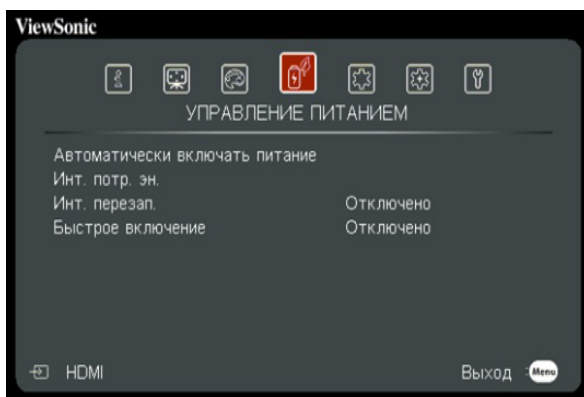 ViewSonic
УПРАВЛЕНИЕ ПИТАНИЕМ
Автоматически включать питание
Инт. потр. эн.
Инт. перезап. Отключено
Быстрое включение Отключено
HDMI Выход Menu